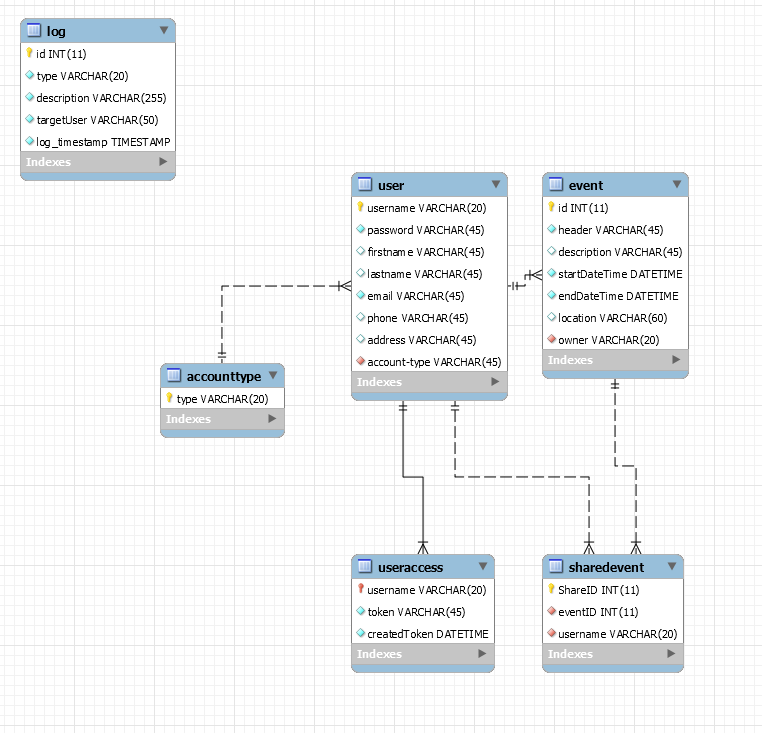 log
id INT(11)
type VARCHAR(20)
description VARCHAR(255)
targetUser VARCHAR(50)
log_timestamp TIMESTAMP
Indexes
user
username VARCHAR(20)
password VARCHAR(45)
firstname VARCHAR(45)
lastname VARCHAR(45)
email VARCHAR(45)
phone VARCHAR(45)
address VARCHAR(45)
account-type VARCHAR(45)
Indexes
event
id INT(11)
header VARCHAR(45)
description VARCHAR(45)
startDateTime DATETIME
endDateTime DATETIME
location VARCHAR(60)
owner VARCHAR(20)
Indexes
accounttype
type VARCHAR(20)
Indexes
useraccess
username VARCHAR(20)
token VARCHAR(45)
createdToken DATETIME
Indexes
sharedevent
ShareID INT(11)
eventID INT(11)
username VARCHAR(20)
Indexes